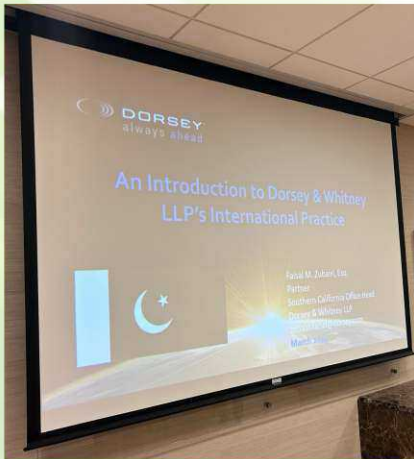 DORSEY
always ahead
An Introduction to Dorsey & Whitney
LLP's International Practice
Faisal M. Zubairi, Esq.
Partner
Southern California Office Head
Dorsey & Whitney LLP
March